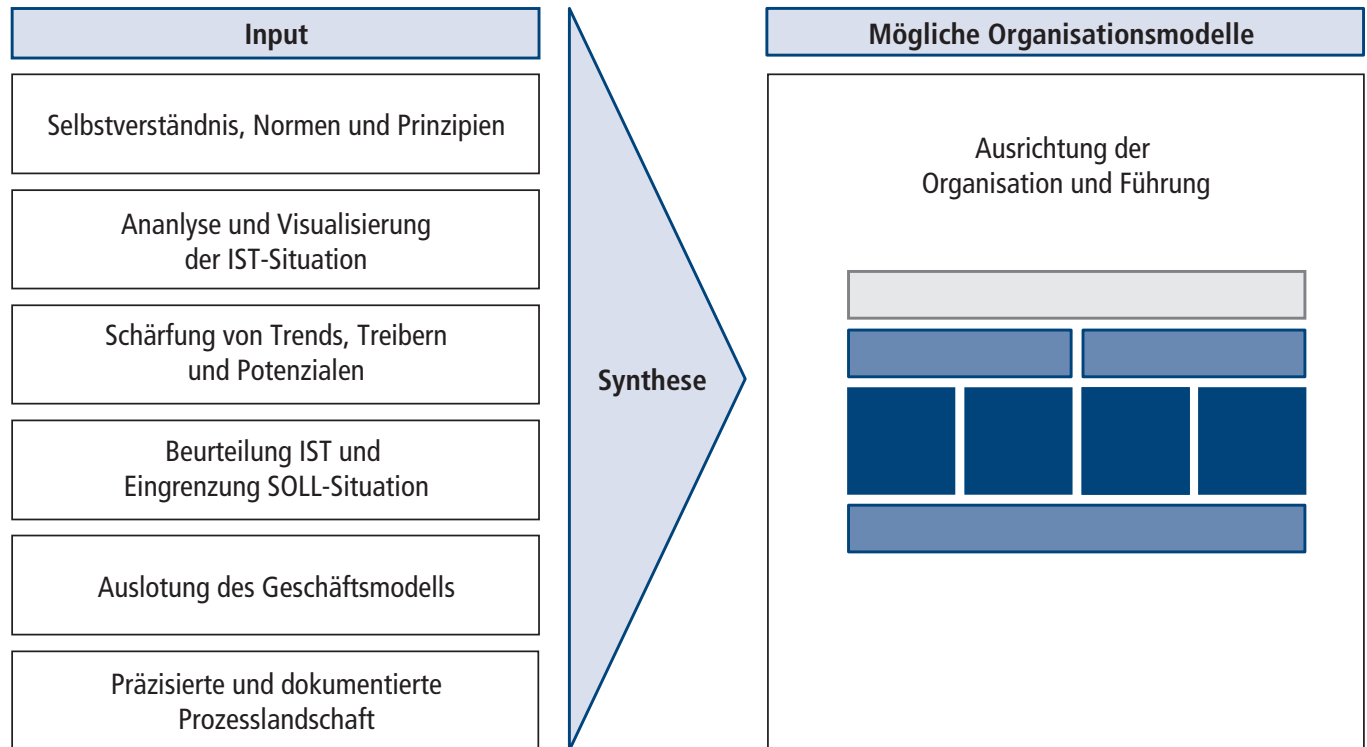 Input
Selbstverständnis, Normen und Prinzipien
Ananlyse und Visualisierung
der IST-Situation
Schärfung von Trends, Treibern
und Potenzialen
Beurteilung IST und
Eingrenzung SOLL-Situation
Auslotung des Geschäftsmodells
Präzisierte und dokumentierte
Prozesslandschaft
Synthese
Mögliche Organisationsmodelle
Ausrichtung der
Organisation und Führung